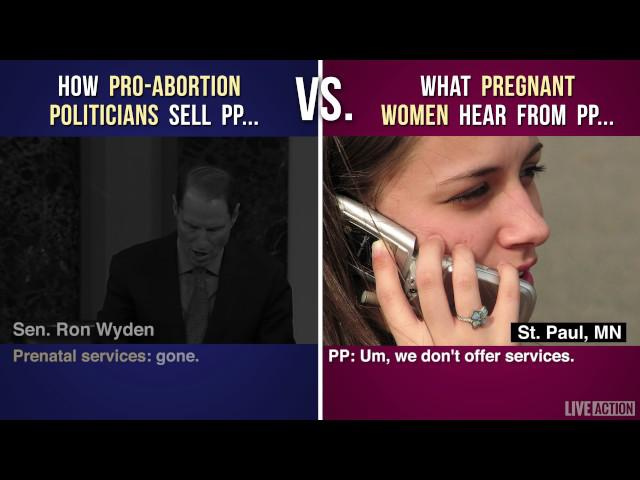 HOW PRO-ABORTION
POLITICIANS SELL PP...
VS.
WHAT PREGNANT
WOMEN HEAR FROM PP...
Sen. Ron Wyden
Prenatal services: gone.
St. Paul, MN
PP: Um, we don't offer services.
LIVE ACTION